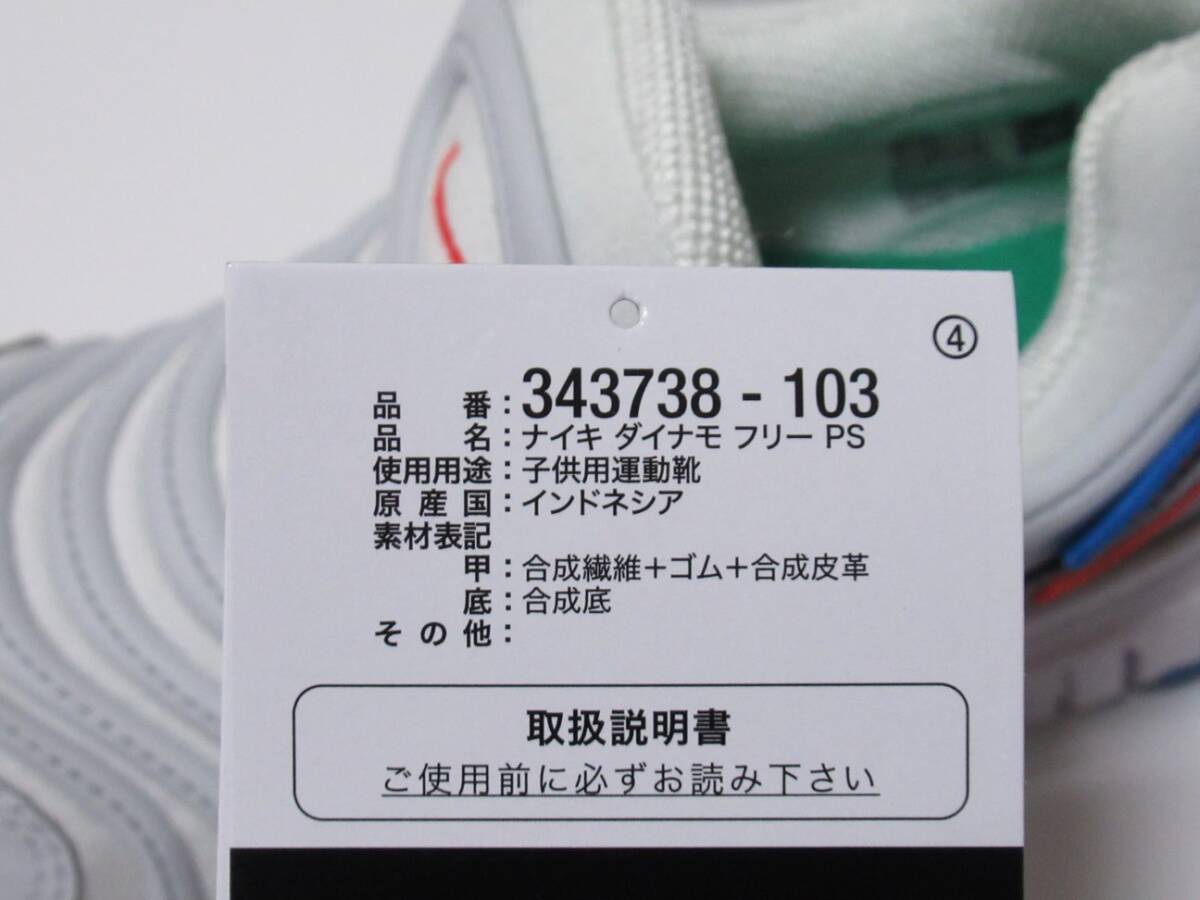 ④
品番：343738 - 103
品名：ナイキ ダイナモ フリー PS
使用用途：子供用運動靴
原産国：インドネシア
素材表記
甲：合成繊維＋ゴム＋合成皮革
底：合成底
その他：
取扱説明書
ご使用前に必ずお読み下さい